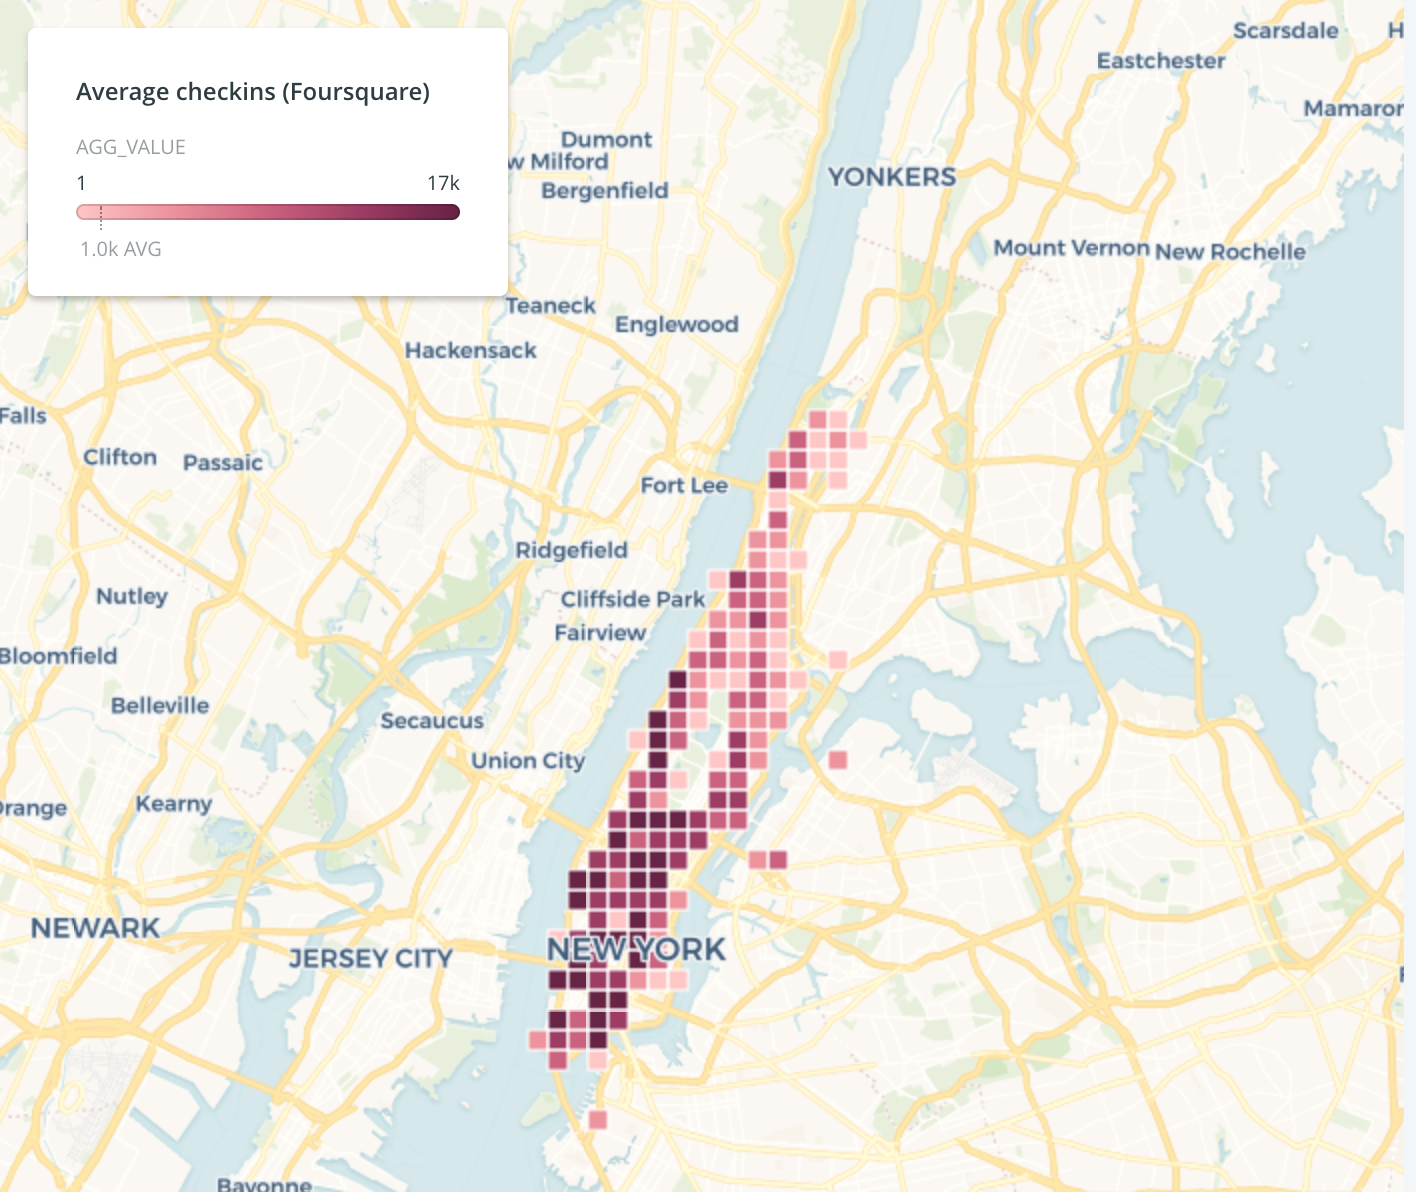 Average checkins (Foursquare)
AGG_VALUE
1 17k
1.0k AVG
Scarsdale
Eastchester
Dumont
w Milford
Bergenfield
YONKERS
Mount Vernon
New Rochelle
Teaneck
Englewood
Hackensack
Falls
Clifton
Passaic
Fort Lee
Ridgefield
Nutley
Cliffside Park
Fairview
Bloomfield
Belleville
Secaucus
Union City
Orange
Kearny
NEWARK
JERSEY CITY
NEW YORK
Bayonne